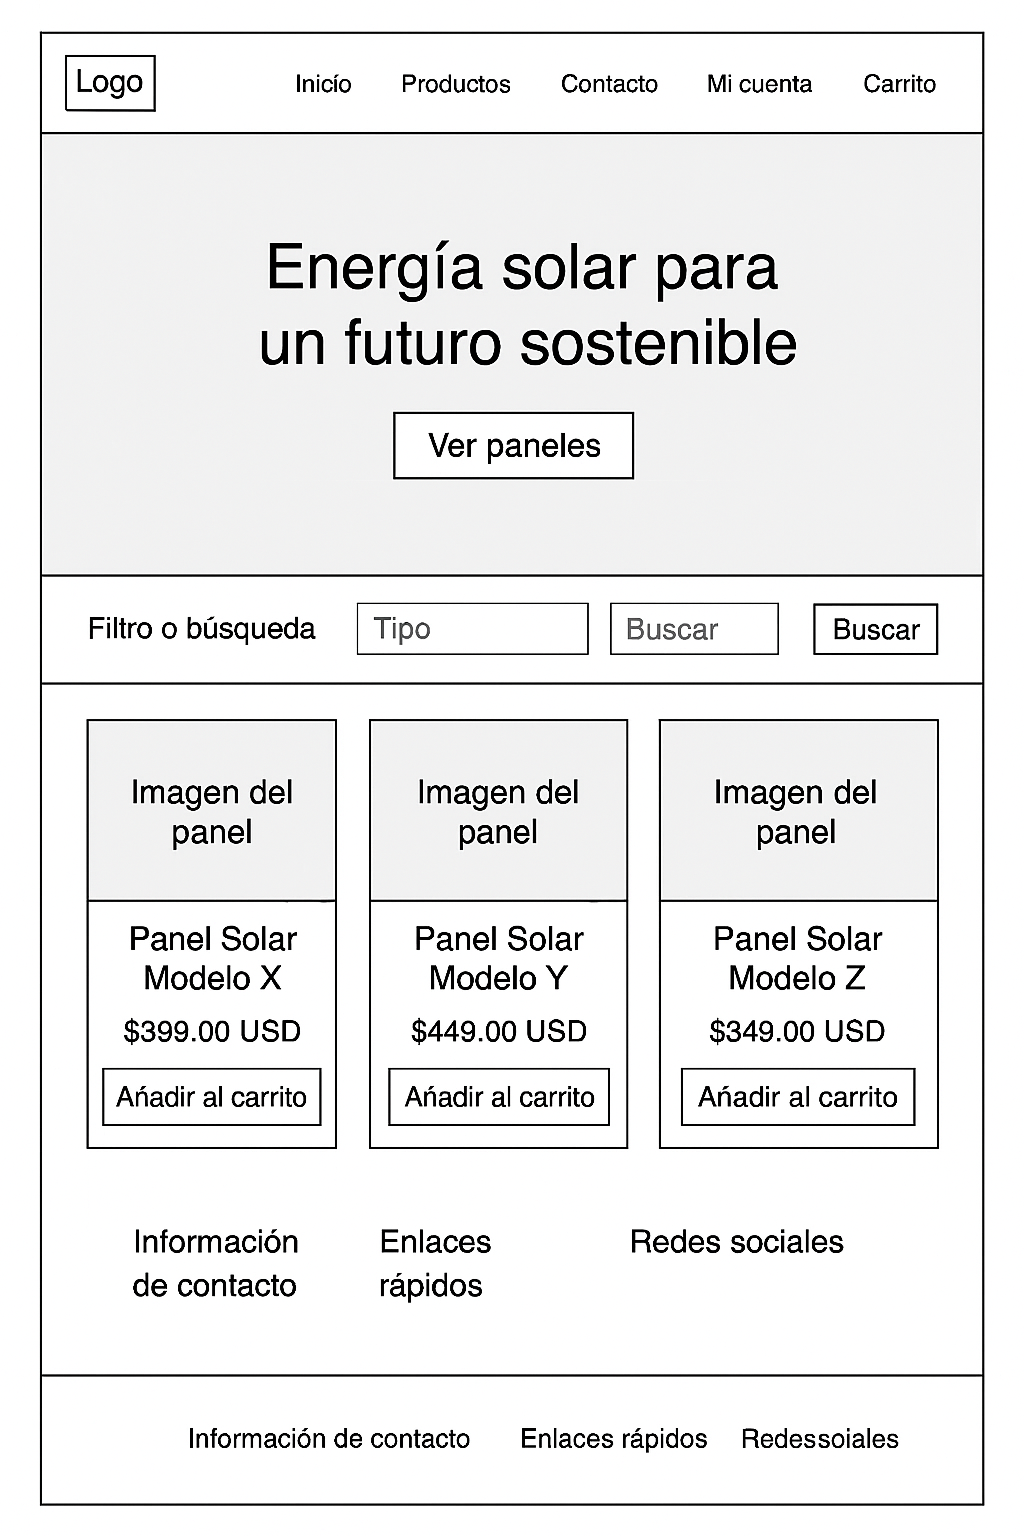 Logo
Inicío
Productos
Contacto
Mi cuenta
Carrito
Energía solar para
un futuro sostenible
Ver paneles
Filtro o búsqueda
Tipo
Buscar
Buscar
Imagen del
panel
Panel Solar
Modelo X
$399.00 USD
Ańadir al carrito
Imagen del
panel
Panel Solar
Modelo Y
$449.00 USD
Ańadir al carrito
Imagen del
panel
Panel Solar
Modelo Z
$349.00 USD
Ańadir al carrito
Información
de contacto
Enlaces
rápidos
Redes sociales
Información de contacto
Enlaces rápidos
Redessoiales